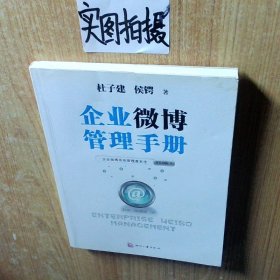 实图拍摄
杜子建 侯锷 著
企业微博
管理手册
ENTERPRISE WEIBO
MANAGEMENT